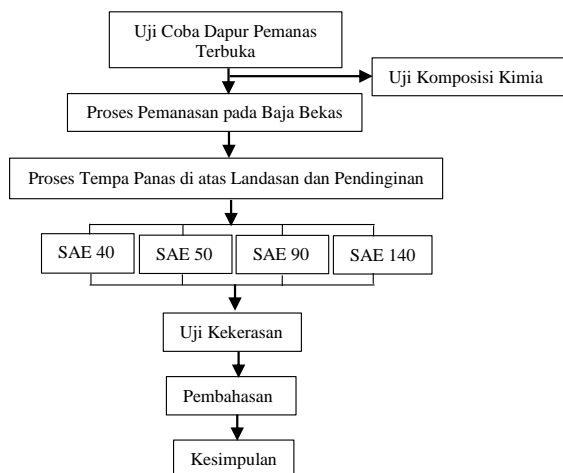 Uji Coba Dapur Pemanas
Terbuka
Uji Komposisi Kimia
Proses Pemanasan pada Baja Bekas
Proses Tempa Panas di atas Landasan dan Pendinginan
SAE 40
SAE 50
SAE 90
SAE 140
Uji Kekerasan
Pembahasan
Kesimpulan